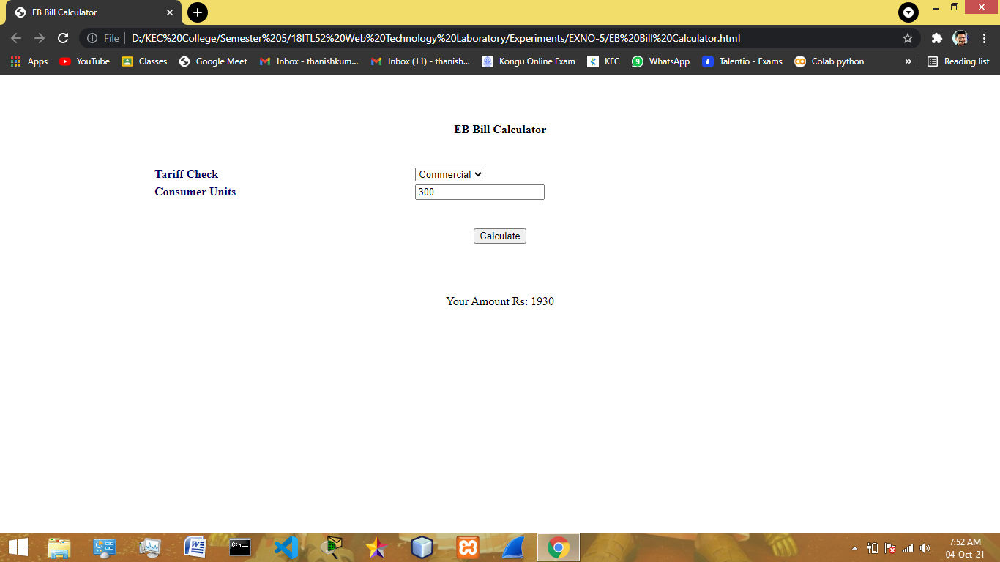 EB Bill Calculator
File D:/KEC%20College/Semester%205/18ITL52%20Web%20Technology%20Laboratory/Experiments/EXNO-5/EB%20Bill%20Calculator.html
Apps YouTube Classes Google Meet Inbox - thanishkum... Inbox (11) - thanish... Kongu Online Exam KEC 9 WhatsApp Talentio - Exams Colab python » Reading list
EB Bill Calculator
Tariff Check Commercial
Consumer Units 300
Calculate
Your Amount Rs: 1930
7:52 AM
04-Oct-21